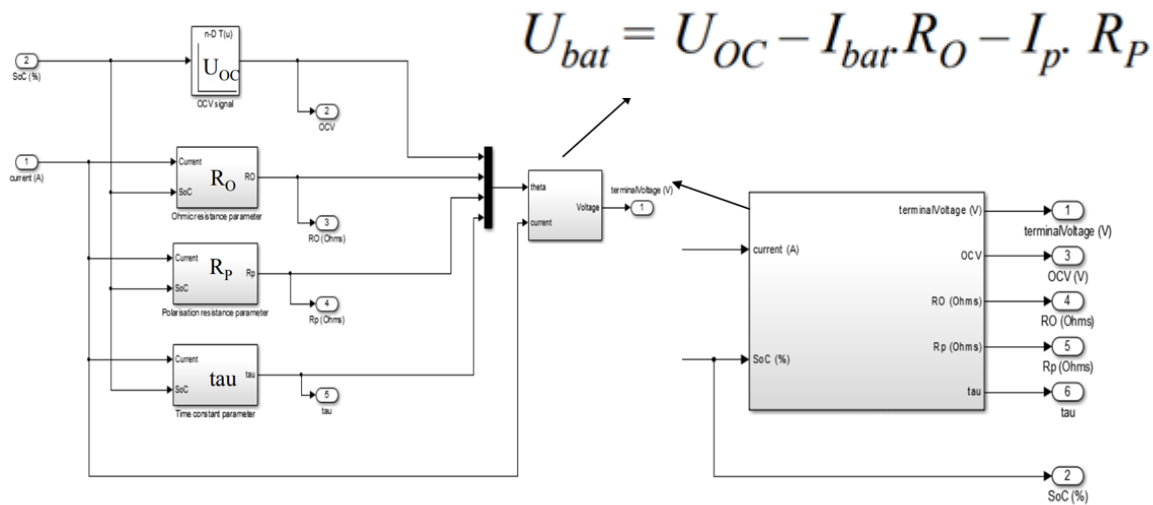 U_bat = U_OC – I_bat.R_O – I_p. R_P
n-D T(u)
U_OC
OCV signal
2
SoC (%)
2
OCV
1
current (A)
Current
SoC
R_O
RO
Ohmic resistance parameter
3
RO (Ohms)
Current
SoC
R_P
Rp
Polarisation resistance parameter
4
Rp (Ohms)
Current
SoC
tau
tau
Time constant parameter
5
tau
theta
current
Voltage
terminalVoltage (V)
1
current (A)
SoC (%)
terminalVoltage (V)
OCV
RO (Ohms)
Rp (Ohms)
tau
1
terminalVoltage (V)
3
OCV (V)
4
RO (Ohms)
5
Rp (Ohms)
6
tau
2
SoC (%)